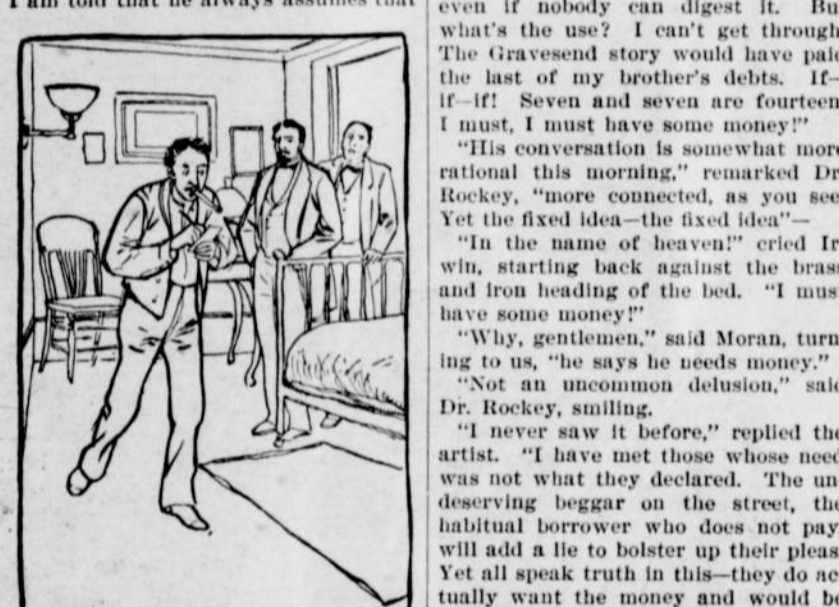 I am told that he always assumes that
even if nobody can digest it. Bu
what's the use? I can't get through
The Gravesend story would have paid
the last of my brother's debts. If—
if—if! Seven and seven are fourteen
I must, I must have some money!"
"His conversation is somewhat more
rational this morning," remarked Dr
Rockey, "more connected, as you see
Yet the fixed idea—the fixed idea"—
"In the name of heaven!" cried Ir
win, starting back against the brass
and iron heading of the bed. "I must
have some money!"
"Why, gentlemen," said Moran, turn
ing to us, "he says he needs money."
"Not an uncommon delusion," said
Dr. Rockey, smiling.
"I never saw it before," replied the
artist. "I have met those whose need
was not what they declared. The un
deserving beggar on the street, the
habitual borrower who does not pay
will add a lie to bolster up their pleas
Yet all speak truth in this—they do ac
tually want the money and would be